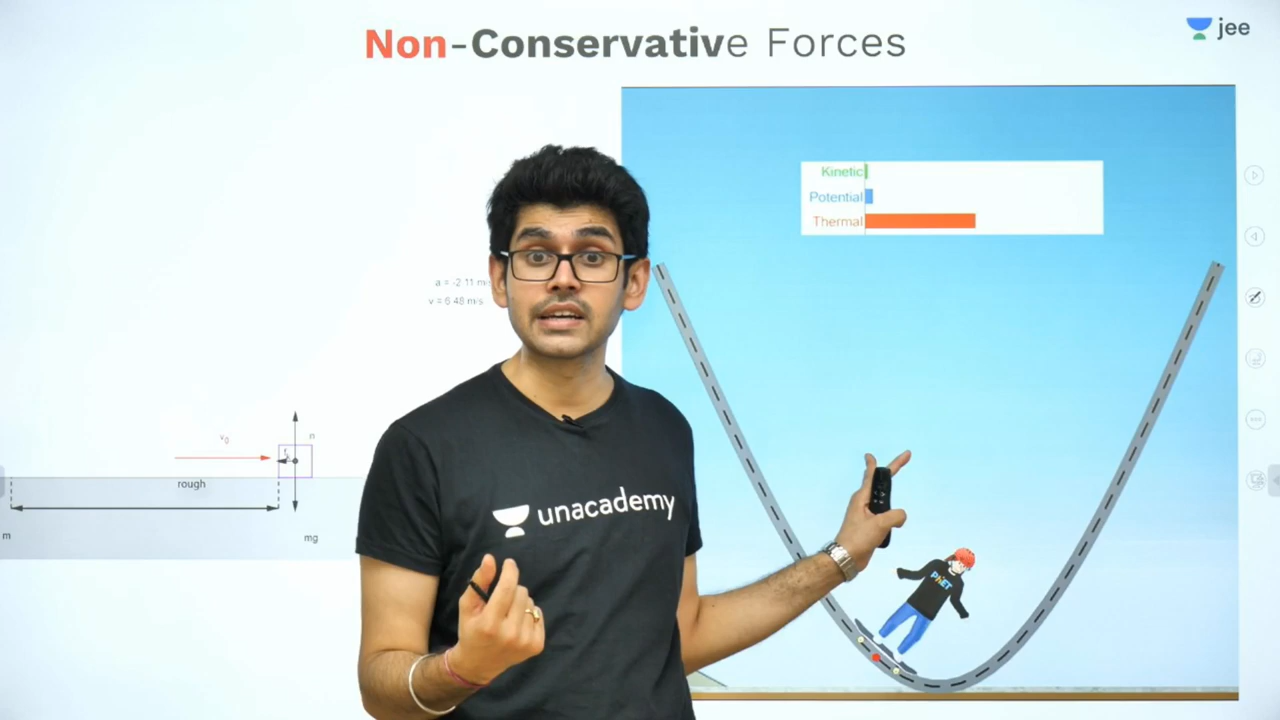 Non-Conservative Forces
jee
Kinetic
Potential
Thermal
a = -2.11 m/s
v = 6.48 m/s
v₀
n
rough
m
mg
unacademy
PhET